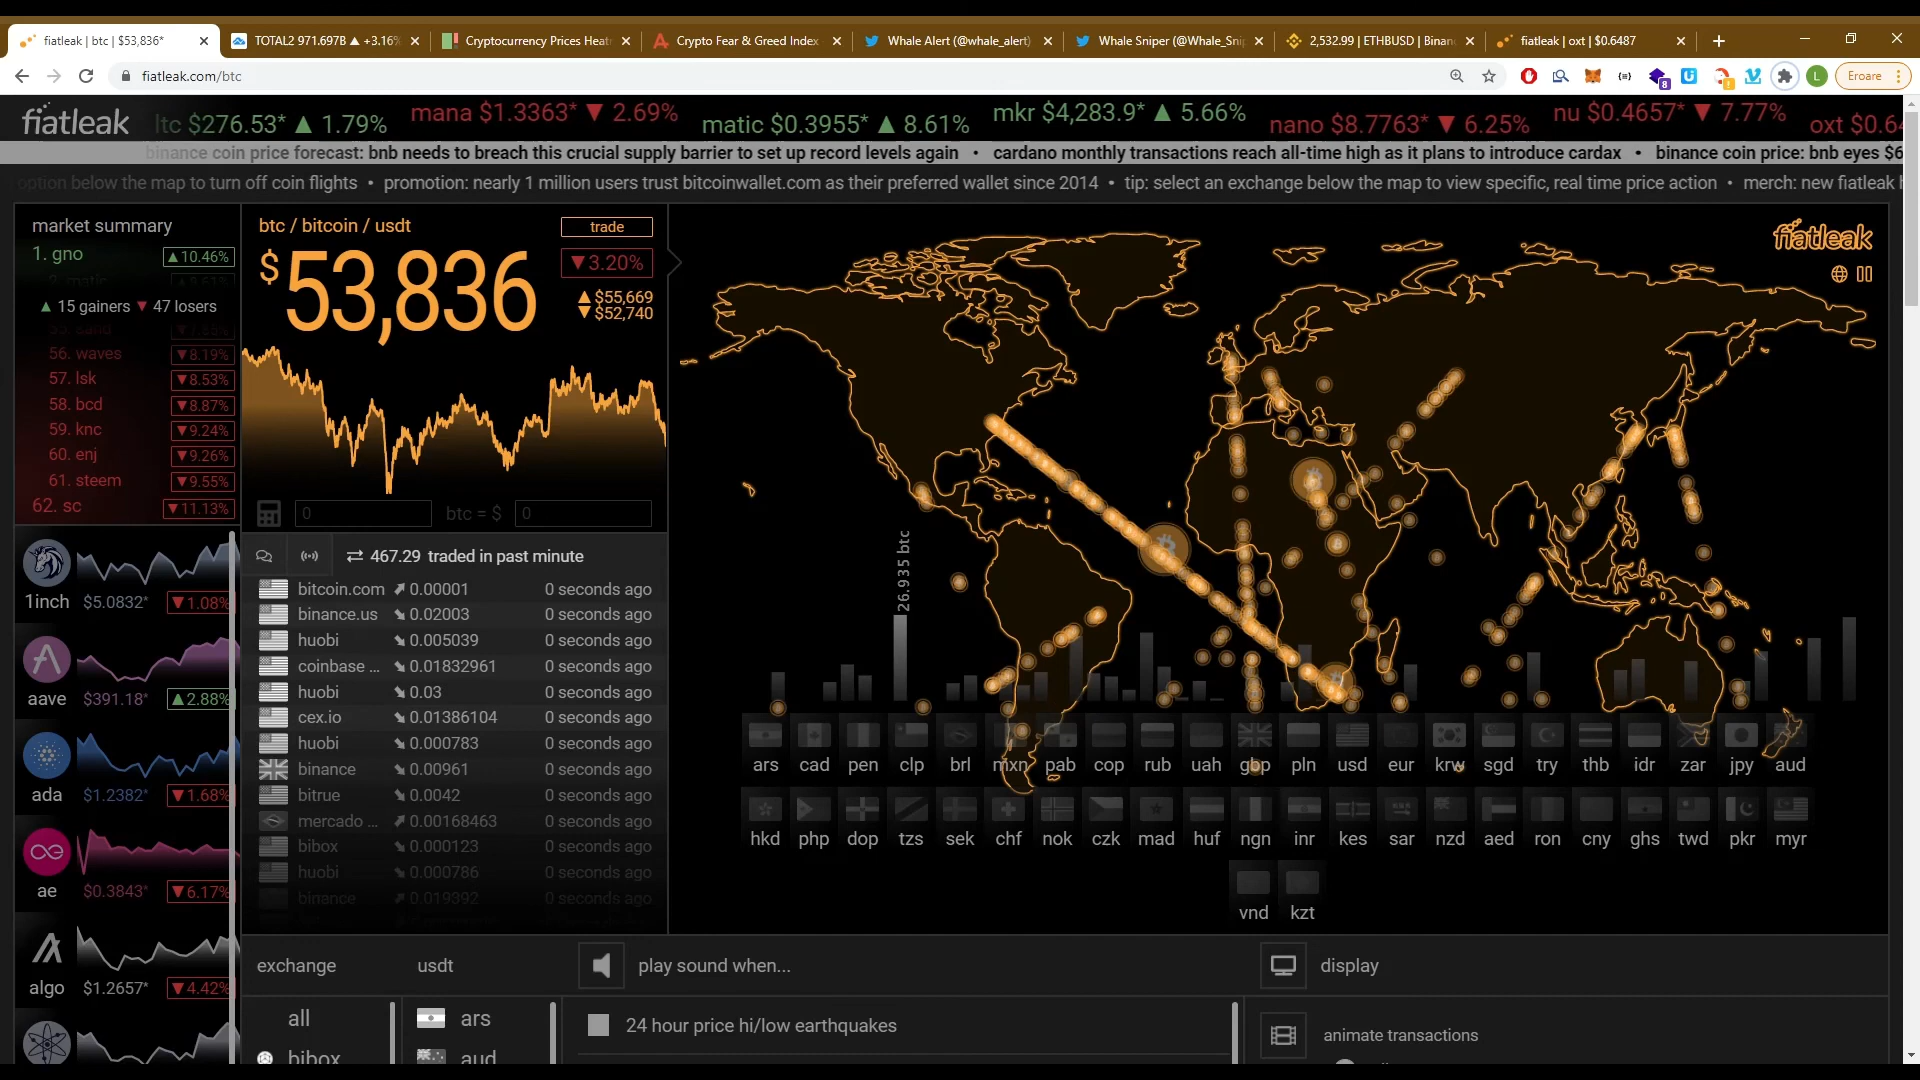 fiatleak | btc | $53,836*
TOTAL2 971.697B ▲ +3.16%
Cryptocurrency Prices Heat
Crypto Fear & Greed Index
Whale Alert (@whale_alert)
Whale Sniper (@Whale_Sni
2,532.99 | ETHBUSD | Binan
fiatleak | oxt | $0.6487
fiatleak.com/btc
Eroare
fiatleak
ltc $276.53* ▲ 1.79%
mana $1.3363* ▼ 2.69%
matic $0.3955* ▲ 8.61%
mkr $4,283.9* ▲ 5.66%
nano $8.7763* ▼ 6.25%
nu $0.4657* ▼ 7.77%
oxt $0.64
binance coin price forecast: bnb needs to breach this crucial supply barrier to set up record levels again • cardano monthly transactions reach all-time high as it plans to introduce cardax • binance coin price: bnb eyes $6
option below the map to turn off coin flights • promotion: nearly 1 million users trust bitcoinwallet.com as their preferred wallet since 2014 • tip: select an exchange below the map to view specific, real time price action • merch: new fiatleak
market summary
1. gno ▲10.46%
2. matic
▲ 15 gainers ▼ 47 losers
56. waves ▼8.19%
57. lsk ▼8.53%
58. bcd ▼8.87%
59. knc ▼9.24%
60. enj ▼9.26%
61. steem ▼9.55%
62. sc ▼11.13%
1inch $5.0832* ▼1.08%
aave $391.18* ▲2.88%
ada $1.2382* ▼1.68%
ae $0.3843* ▼6.17%
algo $1.2657* ▼4.42%
btc / bitcoin / usdt
trade
$53,836
▼3.20%
▲ $55,669
▼ $52,740
0 btc = $ 0
467.29 traded in past minute
bitcoin.com 0.00001 0 seconds ago
binance.us 0.02003 0 seconds ago
huobi 0.005039 0 seconds ago
coinbase ... 0.01832961 0 seconds ago
huobi 0.03 0 seconds ago
cex.io 0.01386104 0 seconds ago
huobi 0.000783 0 seconds ago
binance 0.00961 0 seconds ago
bitrue 0.0042 0 seconds ago
mercado ... 0.00168463 0 seconds ago
bibox 0.000123 0 seconds ago
huobi 0.000786 0 seconds ago
binance 0.019392 0 seconds ago
fiatleak
26.935 btc
ars cad pen clp brl mxn pab cop rub uah gbp pln usd eur krw sgd try thb idr zar jpy aud
hkd php dop tzs sek chf nok czk mad huf ngn inr kes sar nzd aed ron cny ghs twd pkr myr
vnd kzt
exchange
usdt
play sound when...
display
all
ars
24 hour price hi/low earthquakes
animate transactions
bibox
aud